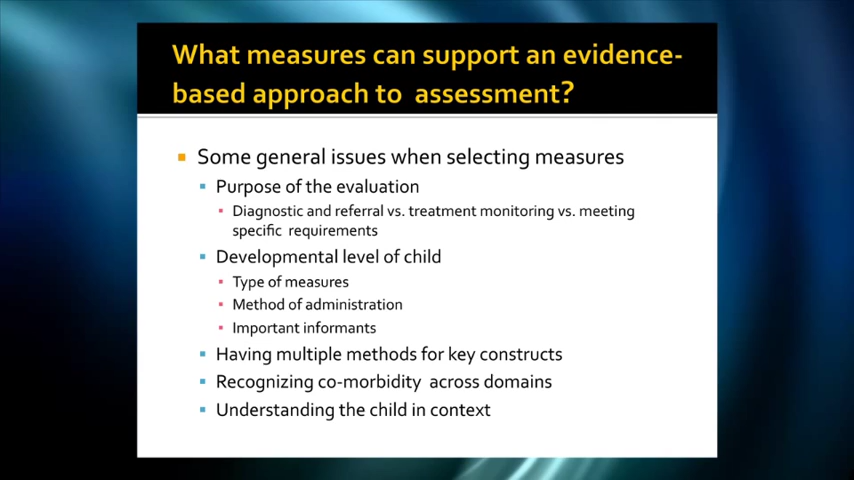 What measures can support an evidence-
based approach to assessment?
Some general issues when selecting measures
Purpose of the evaluation
Diagnostic and referral vs. treatment monitoring vs. meeting
specific requirements
Developmental level of child
Type of measures
Method of administration
Important informants
Having multiple methods for key constructs
Recognizing co-morbidity across domains
Understanding the child in context